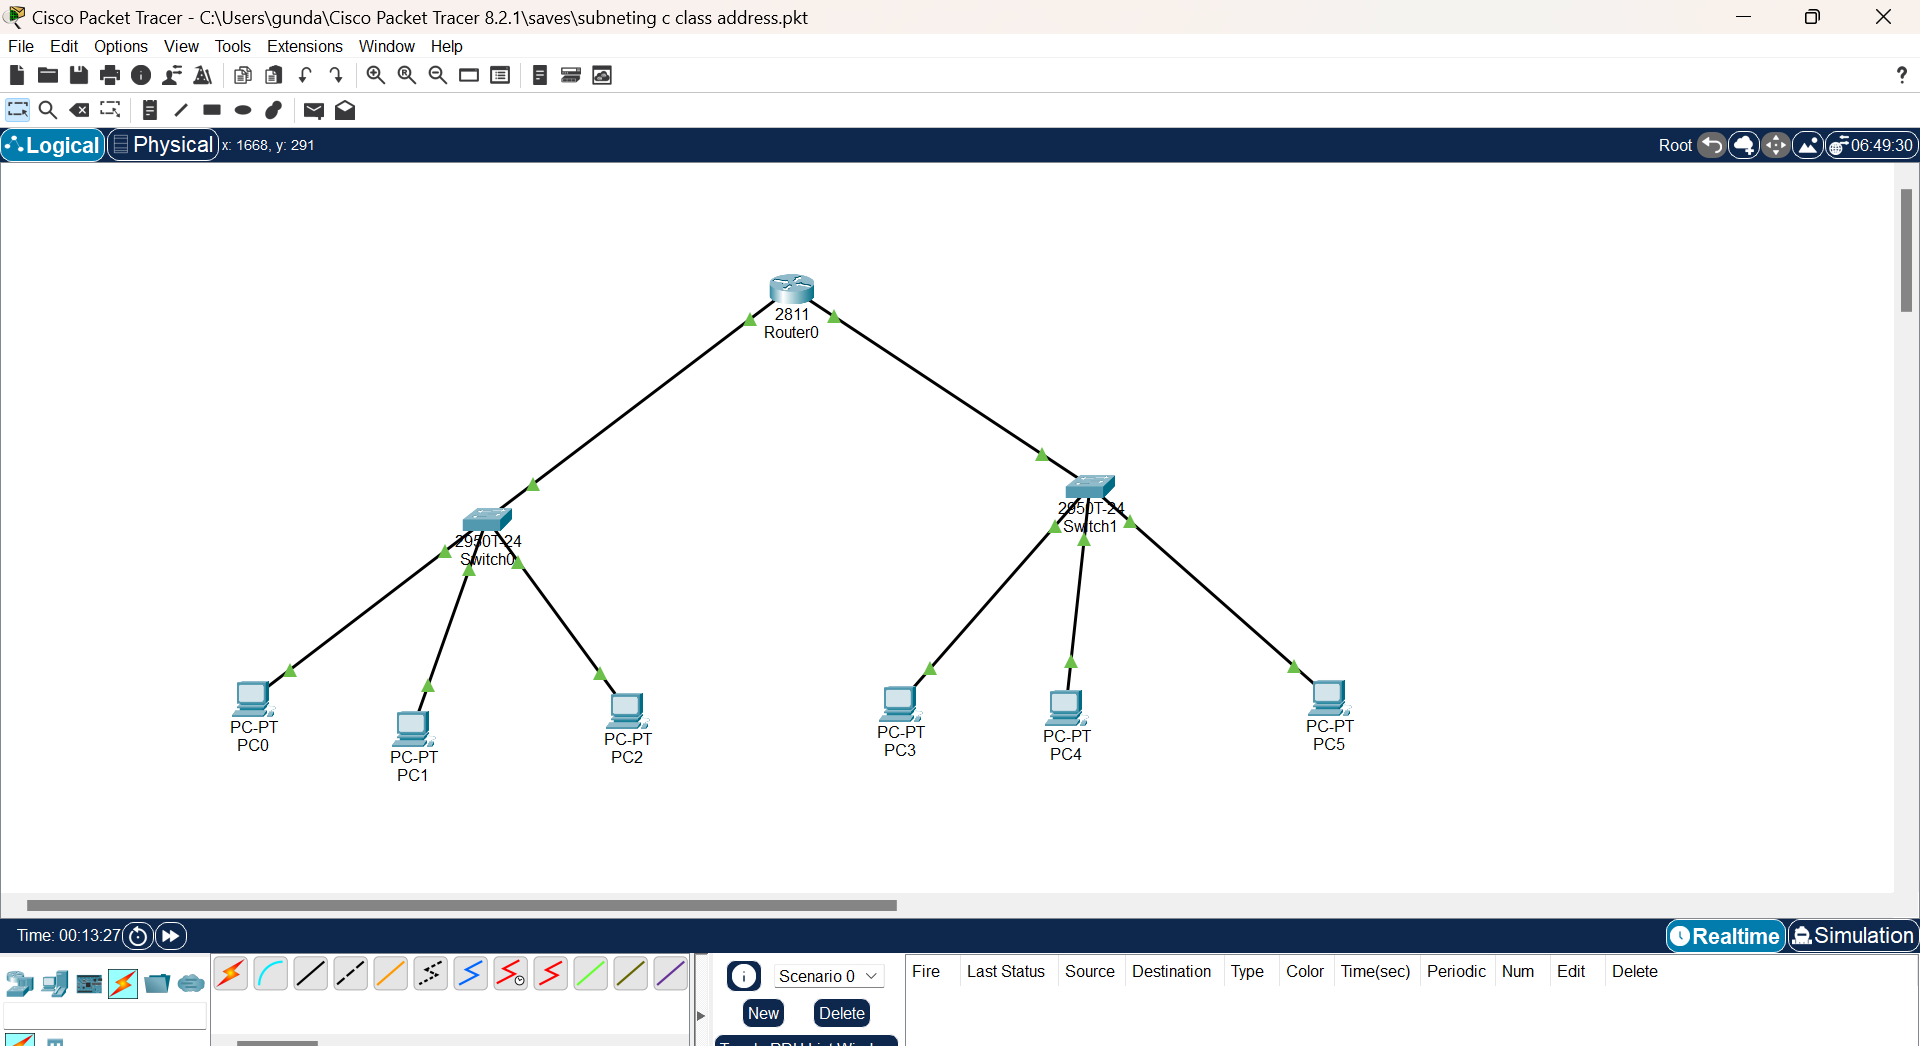 Cisco Packet Tracer - C:\Users\gunda\Cisco Packet Tracer 8.2.1\saves\subneting c class address.pkt
File Edit Options View Tools Extensions Window Help
?
Logical Physical x: 1668, y: 291 Root 06:49:30
2811
Router0
2950T-24
Switch0
2950T-24
Switch1
PC-PT
PC0
PC-PT
PC1
PC-PT
PC2
PC-PT
PC3
PC-PT
PC4
PC-PT
PC5
Time: 00:13:27 Realtime Simulation
Scenario 0
New Delete
Fire Last Status Source Destination Type Color Time(sec) Periodic Num Edit Delete